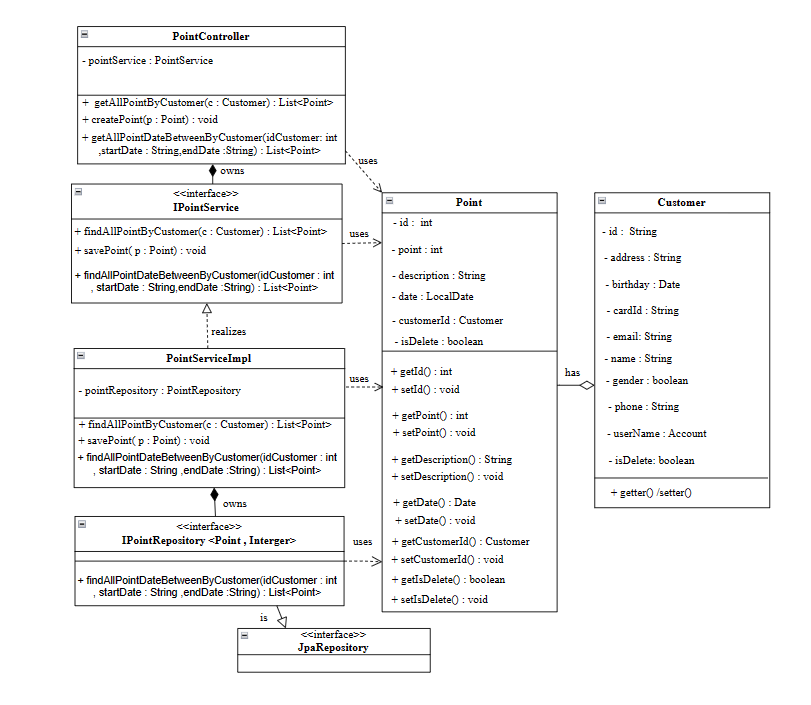 PointController
- pointService : PointService
+ getAllPointByCustomer(c : Customer) : List<Point>
+ createPoint(p : Point) : void
+ getAllPointDateBetweenByCustomer(idCustomer: int
,startDate : String,endDate :String) : List<Point>
owns
uses
<<interface>>
IPointService
+ findAllPointByCustomer(c : Customer) : List<Point>
+ savePoint( p : Point) : void
+ findAllPointDateBetweenByCustomer(idCustomer : int
, startDate : String,endDate :String) : List<Point>
uses
realizes
PointServiceImpl
- pointRepository : PointRepository
+ findAllPointByCustomer(c : Customer) : List<Point>
+ savePoint( p : Point) : void
+ findAllPointDateBetweenByCustomer(idCustomer : int
, startDate : String ,endDate :String) : List<Point>
uses
owns
<<interface>>
IPointRepository <Point , Interger>
+ findAllPointDateBetweenByCustomer(idCustomer : int
, startDate : String ,endDate :String) : List<Point>
uses
is
<<interface>>
JpaRepository
Point
- id : int
- point : int
- description : String
- date : LocalDate
- customerId : Customer
- isDelete : boolean
+ getId() : int
+ setId() : void
+ getPoint() : int
+ setPoint() : void
+ getDescription() : String
+ setDescription() : void
+ getDate() : Date
+ setDate() : void
+ getCustomerId() : Customer
+ setCustomerId() : void
+ getIsDelete() : boolean
+ setIsDelete() : void
has
Customer
- id : String
- address : String
- birthday : Date
- cardId : String
- email: String
- name : String
- gender : boolean
- phone : String
- userName : Account
- isDelete: boolean
+ getter() /setter()